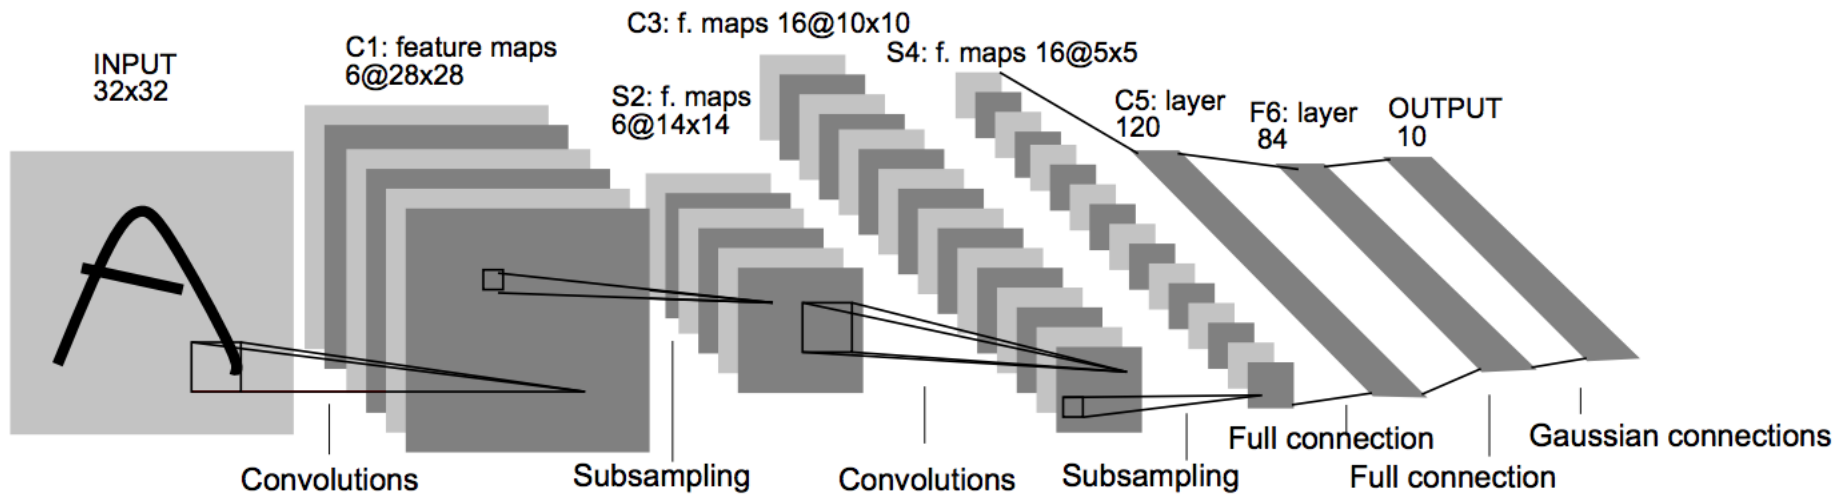 INPUT
32x32
C1: feature maps
6@28x28
S2: f. maps
6@14x14
C3: f. maps 16@10x10
S4: f. maps 16@5x5
C5: layer
120
F6: layer
84
OUTPUT
10
Convolutions
Subsampling
Convolutions
Subsampling
Full connection
Full connection
Gaussian connections